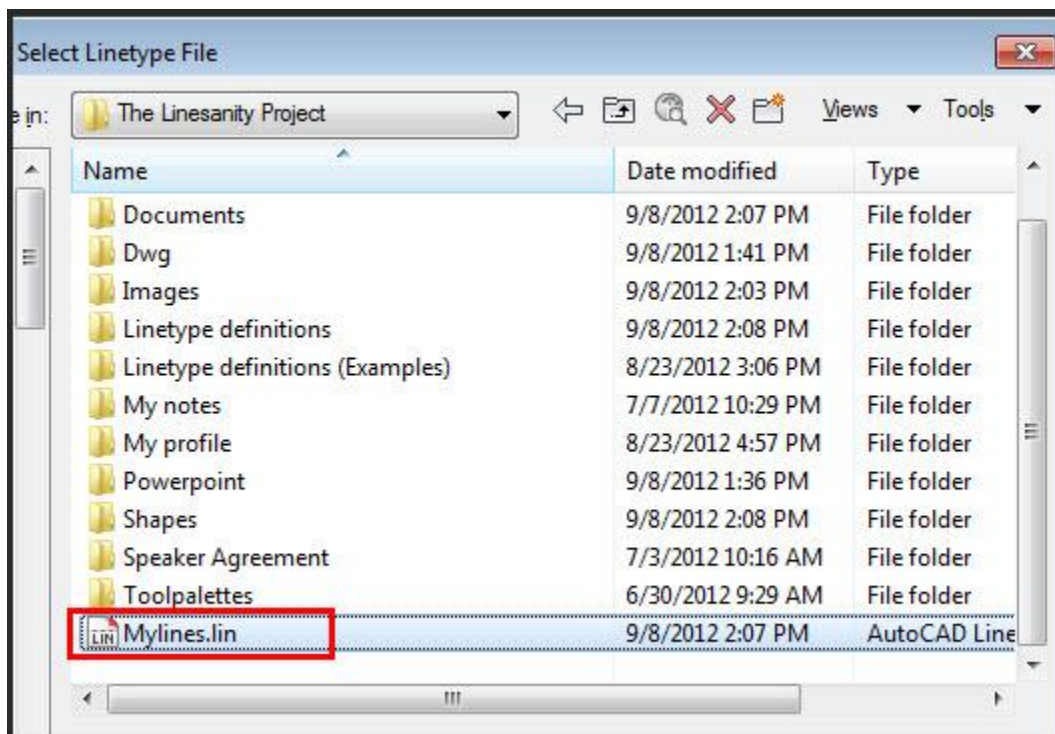 Select Linetype File
e in: The Linesanity Project Views Tools
Name Date modified Type
Documents 9/8/2012 2:07 PM File folder
Dwg 9/8/2012 1:41 PM File folder
Images 9/8/2012 2:03 PM File folder
Linetype definitions 9/8/2012 2:08 PM File folder
Linetype definitions (Examples) 8/23/2012 3:06 PM File folder
My notes 7/7/2012 10:29 PM File folder
My profile 8/23/2012 4:57 PM File folder
Powerpoint 9/8/2012 1:36 PM File folder
Shapes 9/8/2012 2:08 PM File folder
Speaker Agreement 7/3/2012 10:16 AM File folder
Toolpalettes 6/30/2012 9:29 AM File folder
LIN Mylines.lin 9/8/2012 2:07 PM AutoCAD Line